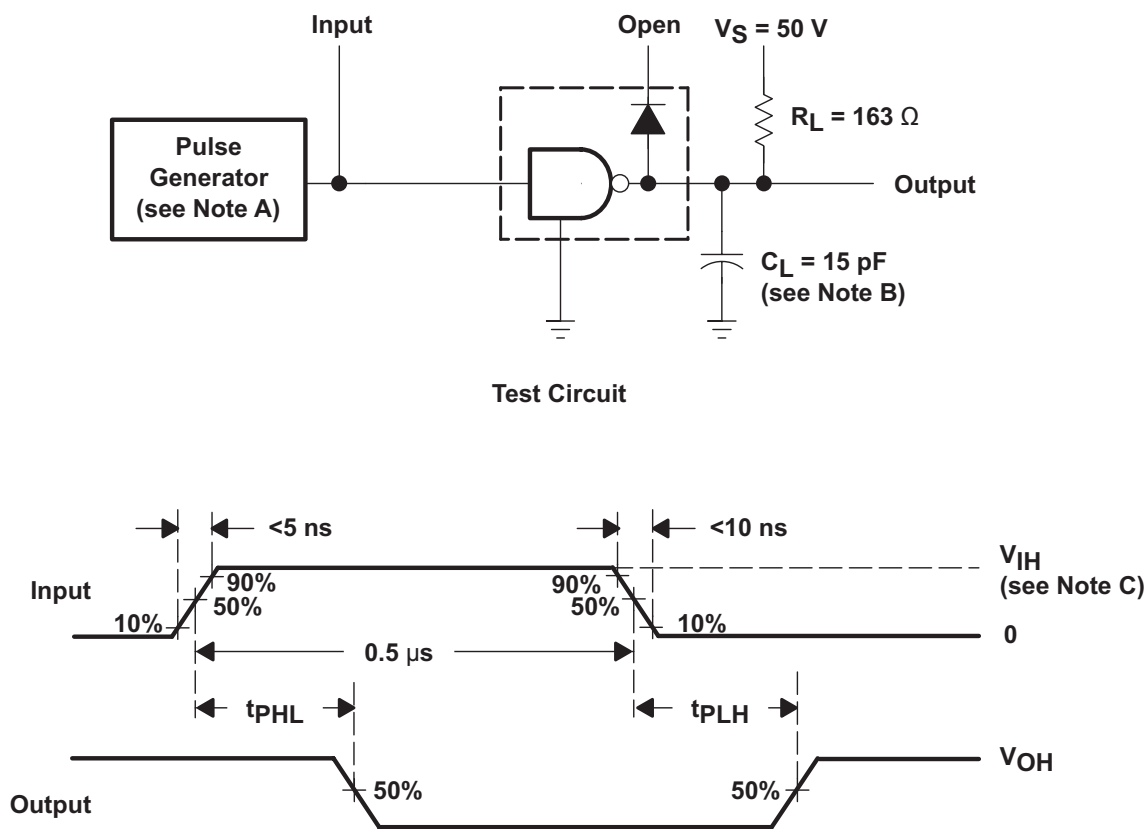 Input
Open
VS = 50 V
Pulse
Generator
(see Note A)
RL = 163 Ω
Output
CL = 15 pF
(see Note B)
Test Circuit
<5 ns
<10 ns
Input
90%
50%
10%
90%
50%
10%
VIH
(see Note C)
0
0.5 μs
tPHL
tPLH
Output
50%
50%
VOH